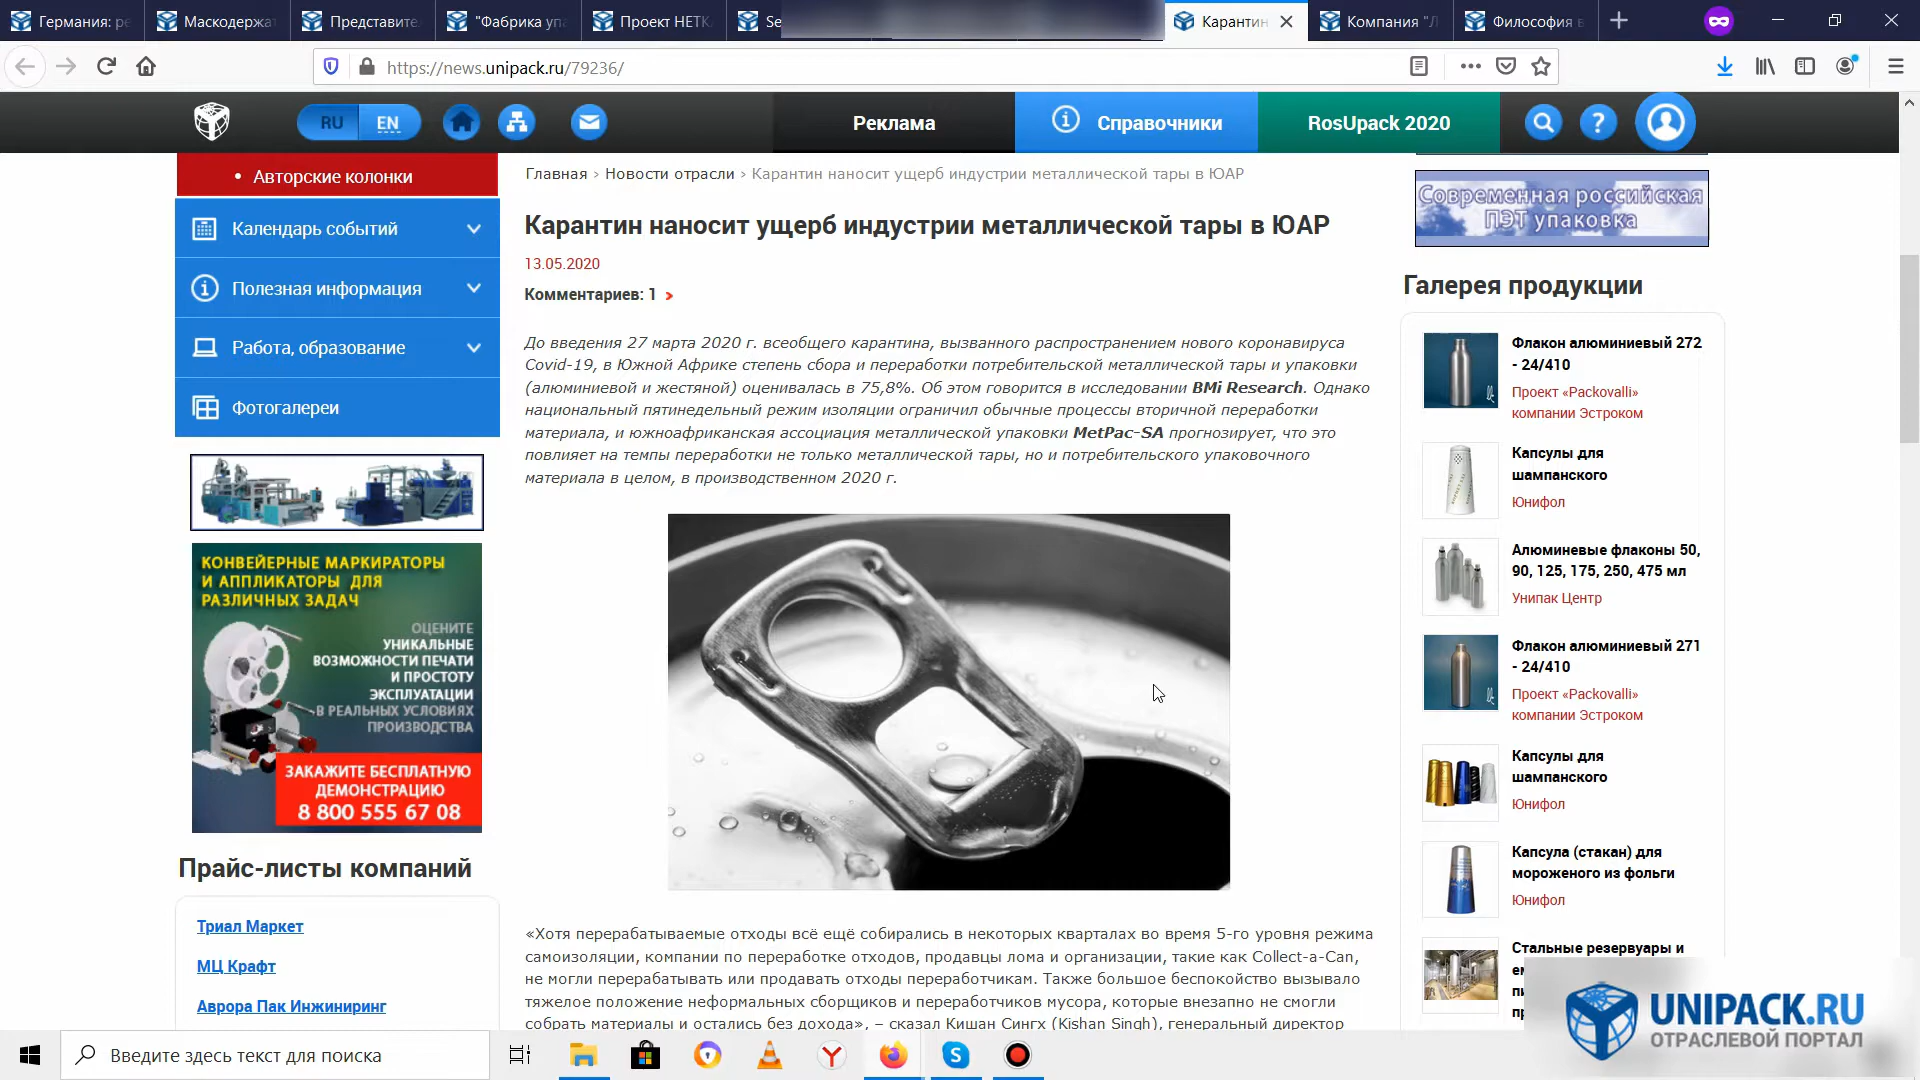 Германия: р
Маскодержа
Представите
"Фабрика уп
Проект НЕТК
Se
Карантин
Компания "Л
Философия в
https://news.unipack.ru/79236/
RU
EN
Реклама
Справочники
RosUpack 2020
• Авторские колонки
Календарь событий
Полезная информация
Работа, образование
Фотогалереи
КОНВЕЙЕРНЫЕ МАРКИРАТОРЫ
И АППЛИКАТОРЫ ДЛЯ
РАЗЛИЧНЫХ ЗАДАЧ
ОЦЕНИТЕ
УНИКАЛЬНЫЕ
ВОЗМОЖНОСТИ ПЕЧАТИ
И ПРОСТОТУ
ЭКСПЛУАТАЦИИ
В РЕАЛЬНЫХ УСЛОВИЯХ
ПРОИЗВОДСТВА
ЗАКАЖИТЕ БЕСПЛАТНУЮ
ДЕМОНСТРАЦИЮ
8 800 555 67 08
Прайс-листы компаний
Триал Маркет
МЦ Крафт
Аврора Пак Инжиниринг
Главная › Новости отрасли › Карантин наносит ущерб индустрии металлической тары в ЮАР
Карантин наносит ущерб индустрии металлической тары в ЮАР
13.05.2020
Комментариев: 1
До введения 27 марта 2020 г. всеобщего карантина, вызванного распространением нового коронавируса
Covid-19, в Южной Африке степень сбора и переработки потребительской металлической тары и упаковки
(алюминиевой и жестяной) оценивалась в 75,8%. Об этом говорится в исследовании BMi Research. Однако
национальный пятинедельный режим изоляции ограничил обычные процессы вторичной переработки
материала, и южноафриканская ассоциация металлической упаковки MetPac-SA прогнозирует, что это
повлияет на темпы переработки не только металлической тары, но и потребительского упаковочного
материала в целом, в производственном 2020 г.
«Хотя перерабатываемые отходы всё ещё собирались в некоторых кварталах во время 5-го уровня режима
самоизоляции, компании по переработке отходов, продавцы лома и организации, такие как Collect-a-Can,
не могли перерабатывать или продавать отходы переработчикам. Также большое беспокойство вызывало
тяжелое положение неформальных сборщиков и переработчиков мусора, которые внезапно не смогли
собрать материалы и остались без дохода», – сказал Кишан Сингх (Kishan Singh), генеральный директор
Современная российская
ПЭТ упаковка
Галерея продукции
Флакон алюминиевый 272
- 24/410
Проект «Packovalli»
компании Эстроком
Капсулы для
шампанского
Юнифол
Алюминевые флаконы 50,
90, 125, 175, 250, 475 мл
Унипак Центр
Флакон алюминиевый 271
- 24/410
Проект «Packovalli»
компании Эстроком
Капсулы для
шампанского
Юнифол
Капсула (стакан) для
мороженого из фольги
Юнифол
Стальные резервуары и
UNIPACK.RU
ОТРАСЛЕВОЙ ПОРТАЛ
Введите здесь текст для поиска